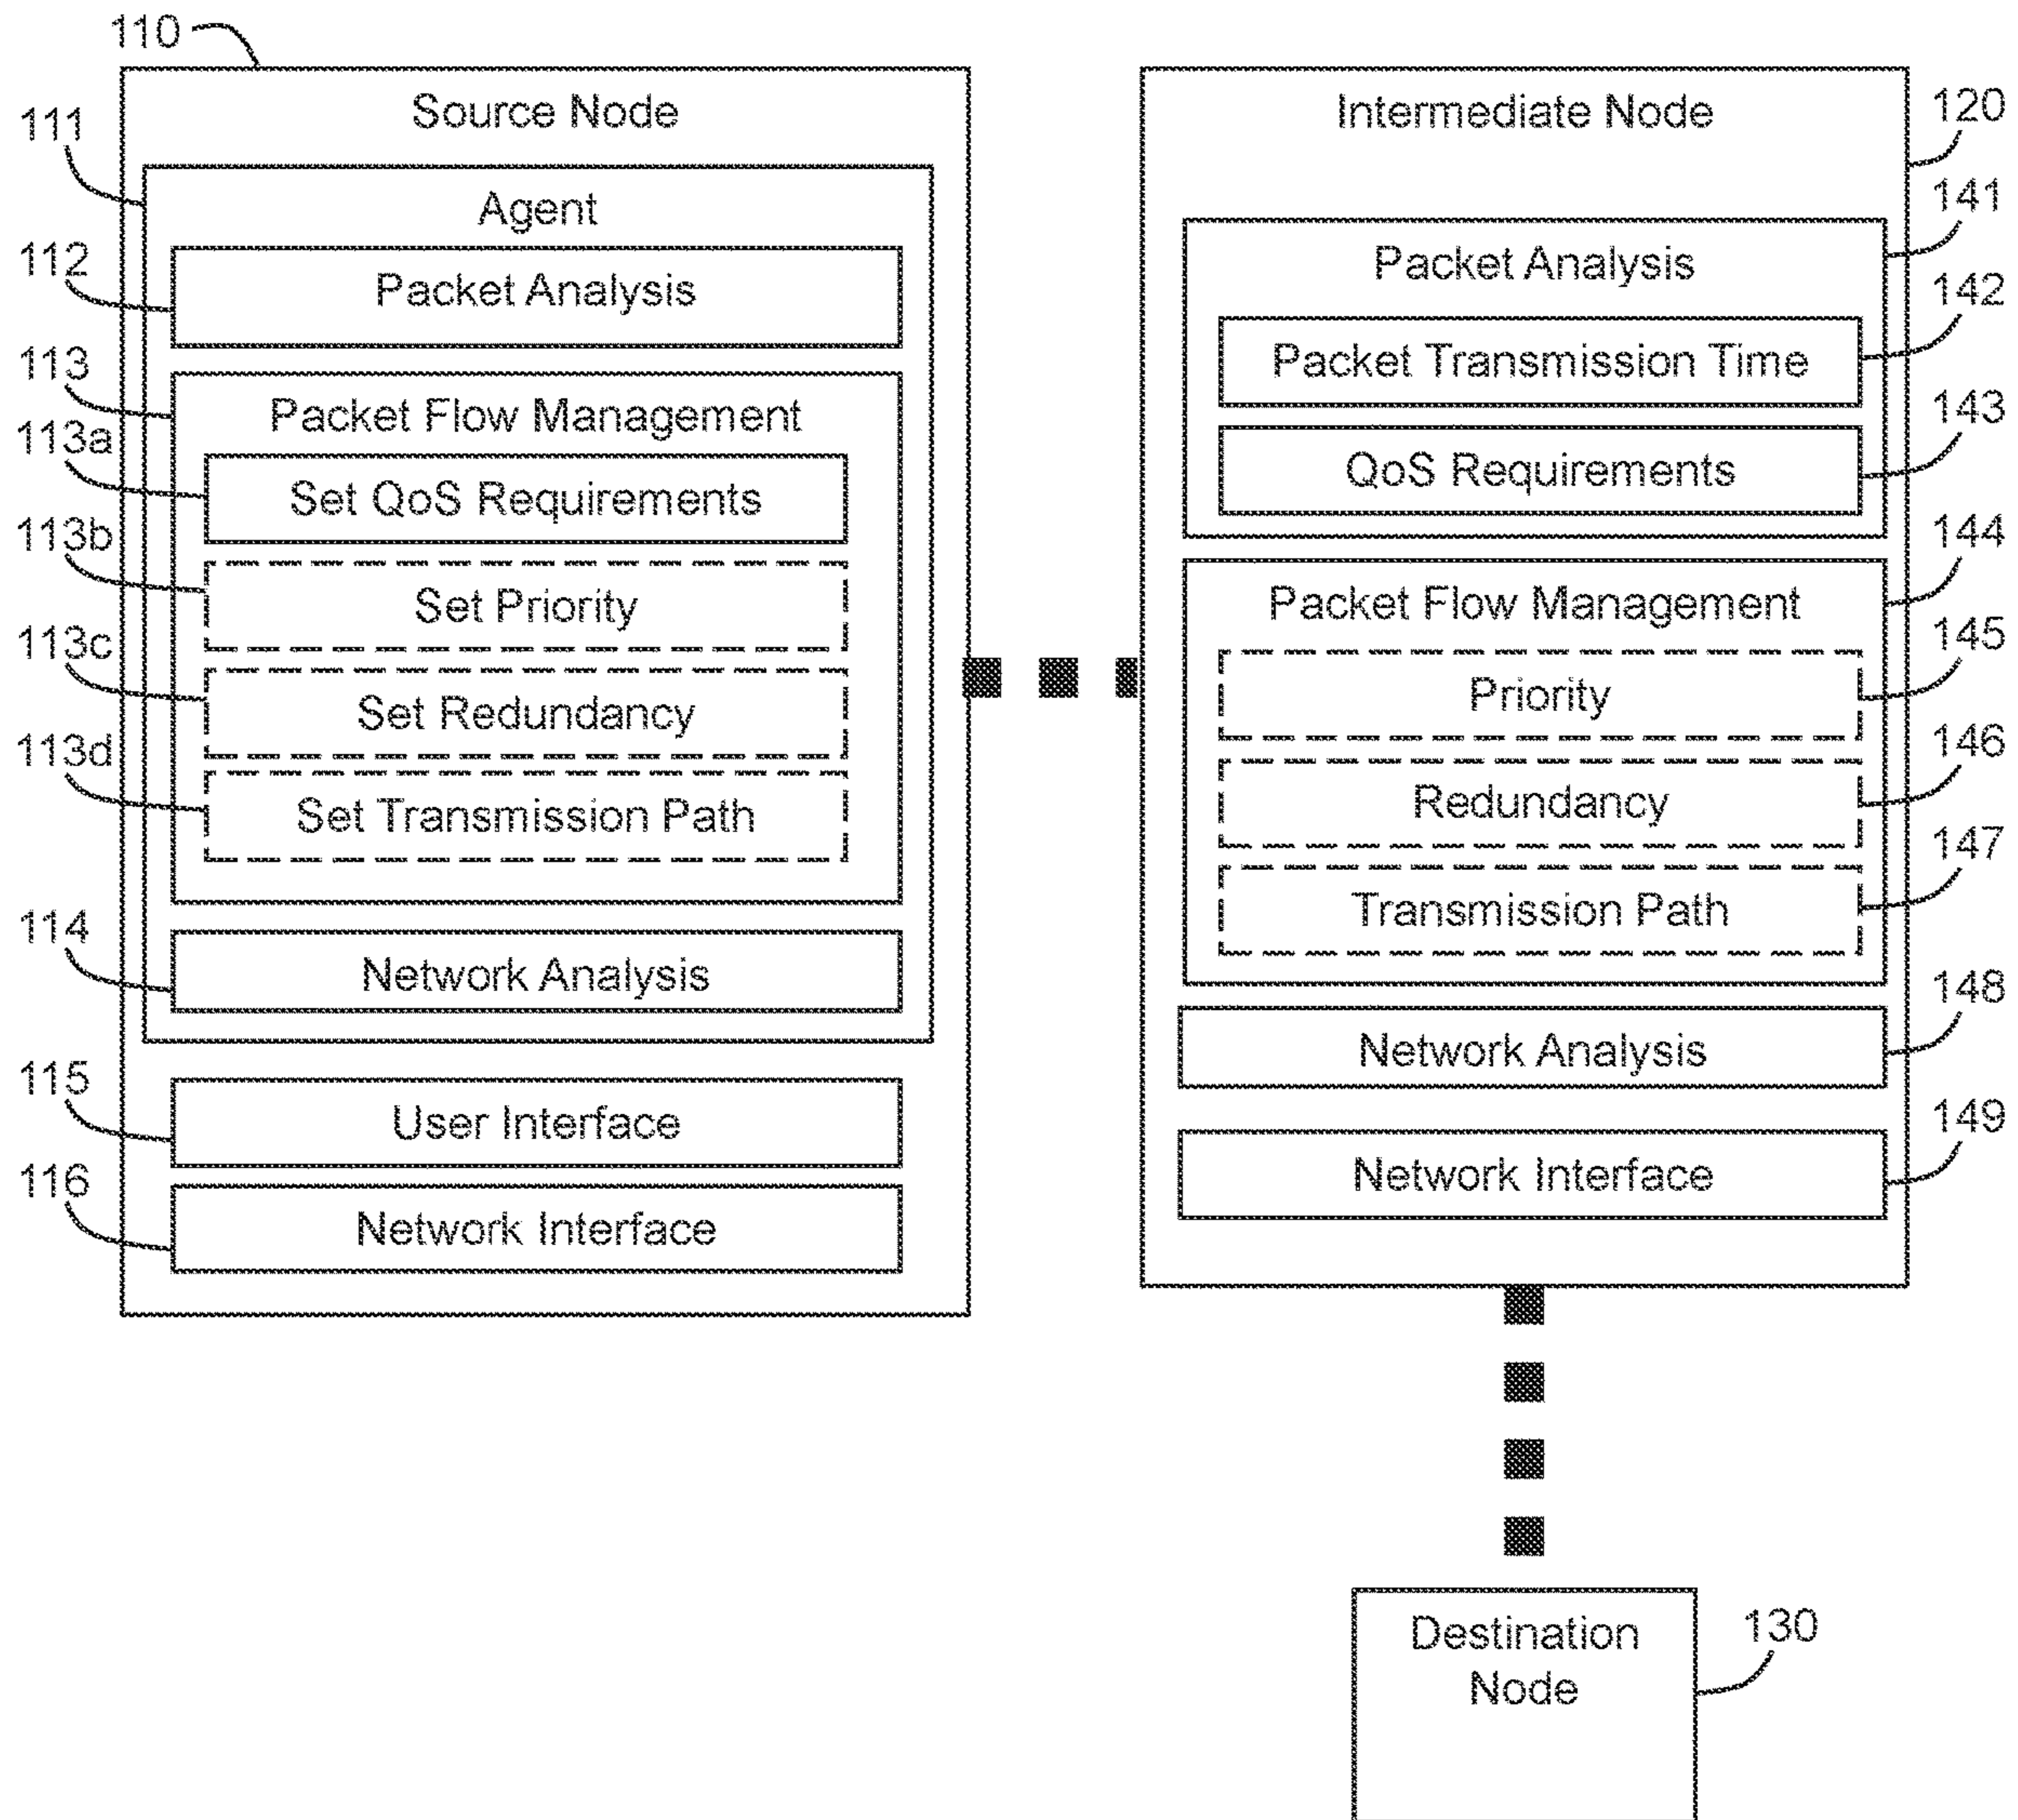 110
Source Node
111
Agent
112
Packet Analysis
113
Packet Flow Management
113a
Set QoS Requirements
113b
Set Priority
113c
Set Redundancy
113d
Set Transmission Path
114
Network Analysis
115
User Interface
116
Network Interface
Intermediate Node
120
141
Packet Analysis
142
Packet Transmission Time
143
QoS Requirements
144
Packet Flow Management
145
Priority
146
Redundancy
147
Transmission Path
148
Network Analysis
149
Network Interface
Destination
Node
130